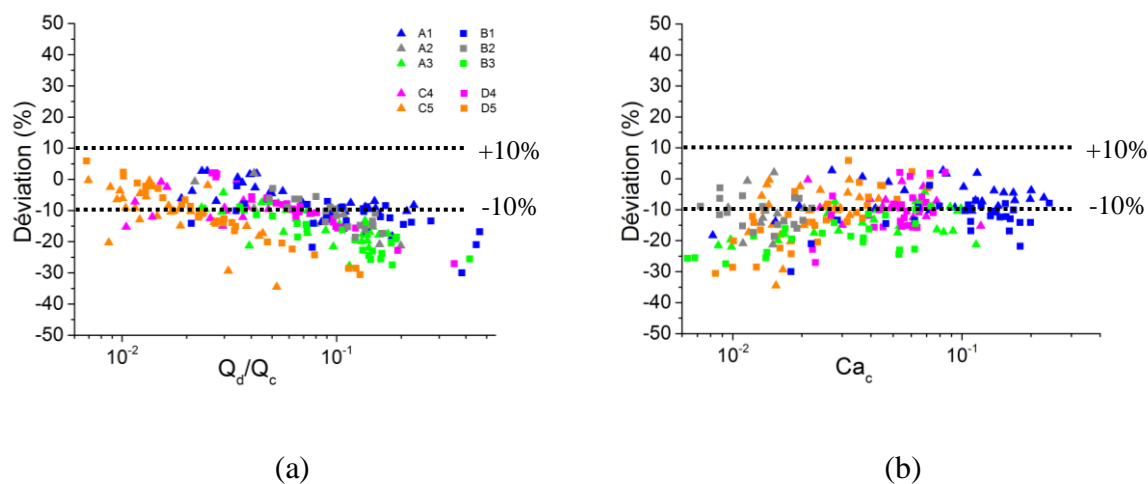 50
40
30
20
10
0
-10
-20
-30
-40
-50
Déviation (%)
10⁻²
10⁻¹
Q_d/Q_c
A1 B1
A2 B2
A3 B3
C4 D4
C5 D5
+10%
-10%
(a)
50
40
30
20
10
0
-10
-20
-30
-40
-50
Déviation (%)
10⁻²
10⁻¹
Ca_c
+10%
-10%
(b)